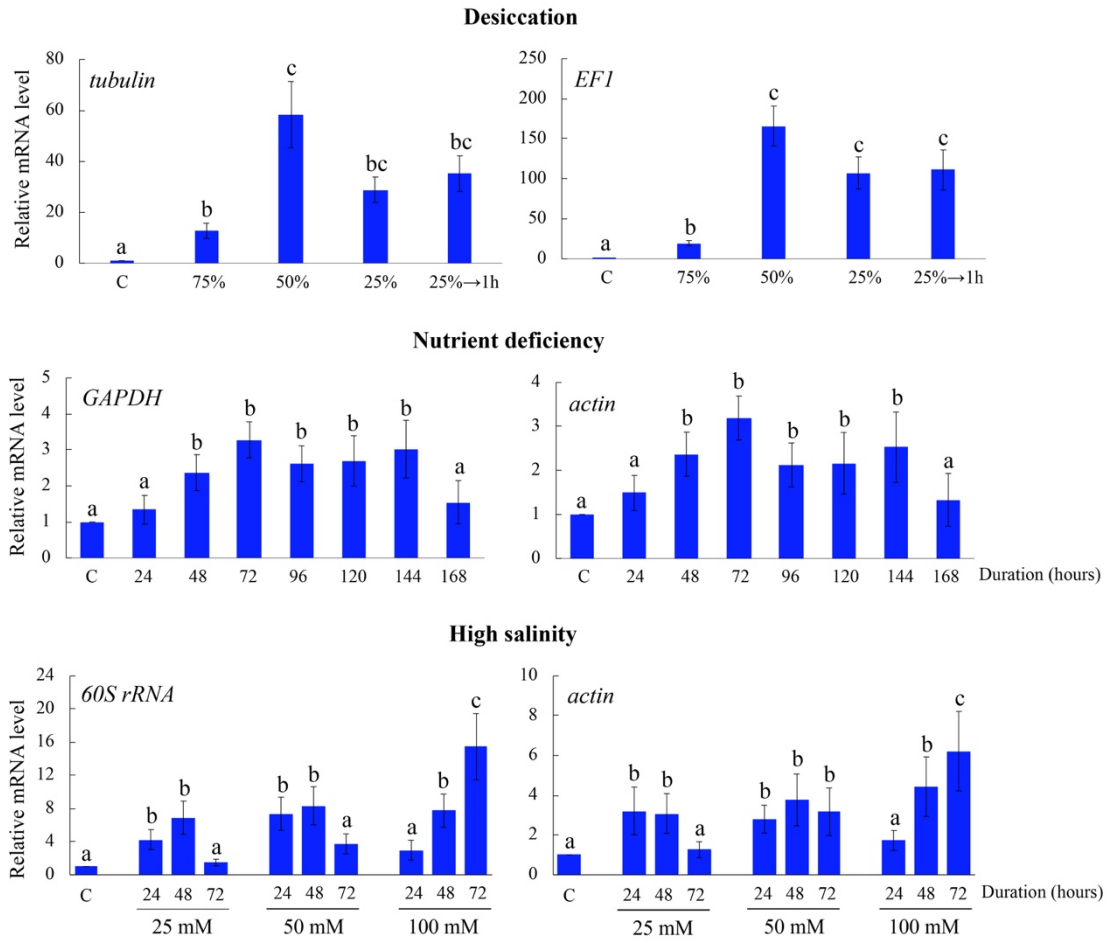 Desiccation
Relative mRNA level
80
60
40
20
0
tubulin
a
b
c
bc
bc
C 75% 50% 25% 25%→1h
250
200
150
100
50
0
EF1
a
b
c
c
c
C 75% 50% 25% 25%→1h
Nutrient deficiency
Relative mRNA level
5
4
3
2
1
0
GAPDH
a a b b b b b a
C 24 48 72 96 120 144 168
4
3
2
1
0
actin
a a b b b b b a
C 24 48 72 96 120 144 168 Duration (hours)
High salinity
Relative mRNA level
24
20
16
12
8
4
0
60S rRNA
a b b a b b a a b c
C 24 48 72 24 48 72 24 48 72
25 mM 50 mM 100 mM
10
8
6
4
2
0
actin
a b b a b b b a b c
C 24 48 72 24 48 72 24 48 72 Duration (hours)
25 mM 50 mM 100 mM